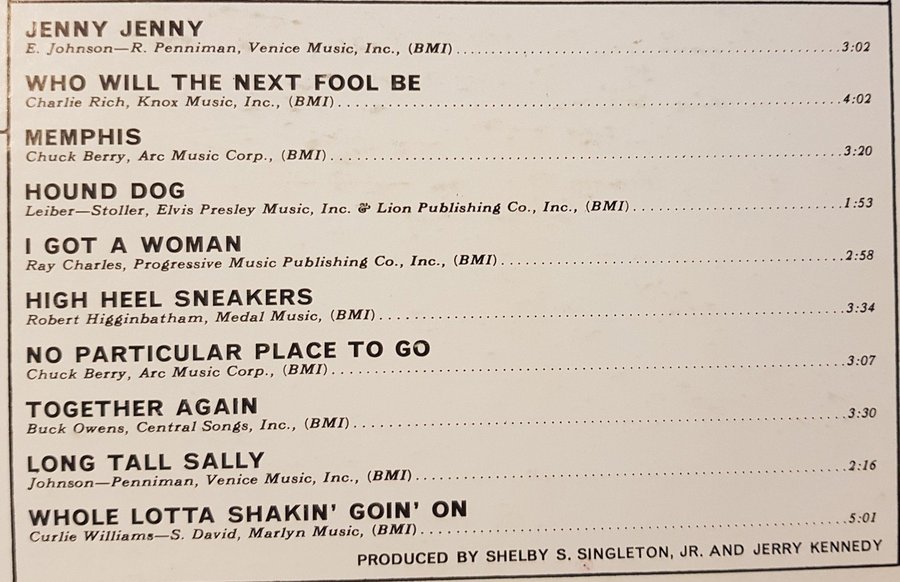 JENNY JENNY
E. Johnson—R. Penniman, Venice Music, Inc., (BMI)........................................3:02
WHO WILL THE NEXT FOOL BE
Charlie Rich, Knox Music, Inc., (BMI)........................................4:02
MEMPHIS
Chuck Berry, Arc Music Corp., (BMI)........................................3:20
HOUND DOG
Leiber—Stoller, Elvis Presley Music, Inc. & Lion Publishing Co., Inc., (BMI)........................................1:53
I GOT A WOMAN
Ray Charles, Progressive Music Publishing Co., Inc., (BMI)........................................2:58
HIGH HEEL SNEAKERS
Robert Higginbatham, Medal Music, (BMI)........................................3:34
NO PARTICULAR PLACE TO GO
Chuck Berry, Arc Music Corp., (BMI)........................................3:07
TOGETHER AGAIN
Buck Owens, Central Songs, Inc., (BMI)........................................3:30
LONG TALL SALLY
Johnson—Penniman, Venice Music, Inc., (BMI)........................................2:16
WHOLE LOTTA SHAKIN' GOIN' ON
Curlie Williams—S. David, Marlyn Music, (BMI)........................................5:01
PRODUCED BY SHELBY S. SINGLETON, JR. AND JERRY KENNEDY